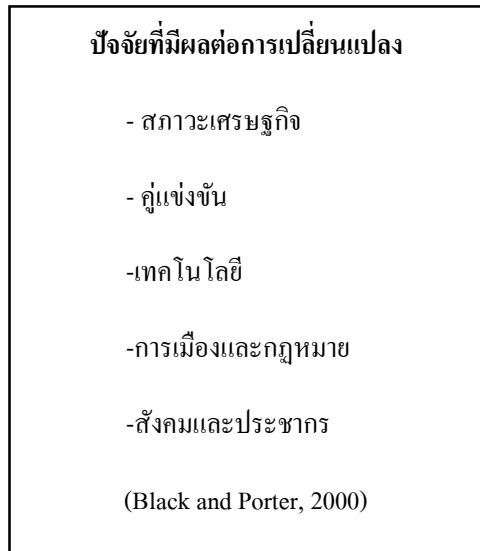 ปัจจัยที่มีผลต่อการเปลี่ยนแปลง
- สภาวะเศรษฐกิจ
- คู่แข่งขัน
-เทคโนโลยี
-การเมืองและกฎหมาย
-สังคมและประชากร
(Black and Porter, 2000)